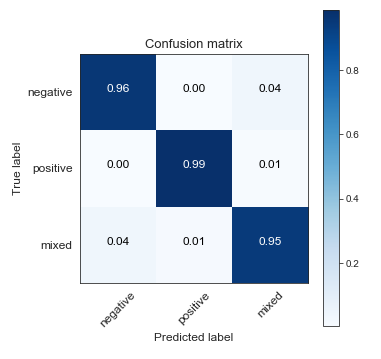 Confusion matrix
True label
negative 0.96 0.00 0.04
positive 0.00 0.99 0.01
mixed 0.04 0.01 0.95
negative positive mixed
Predicted label
0.8
0.6
0.4
0.2